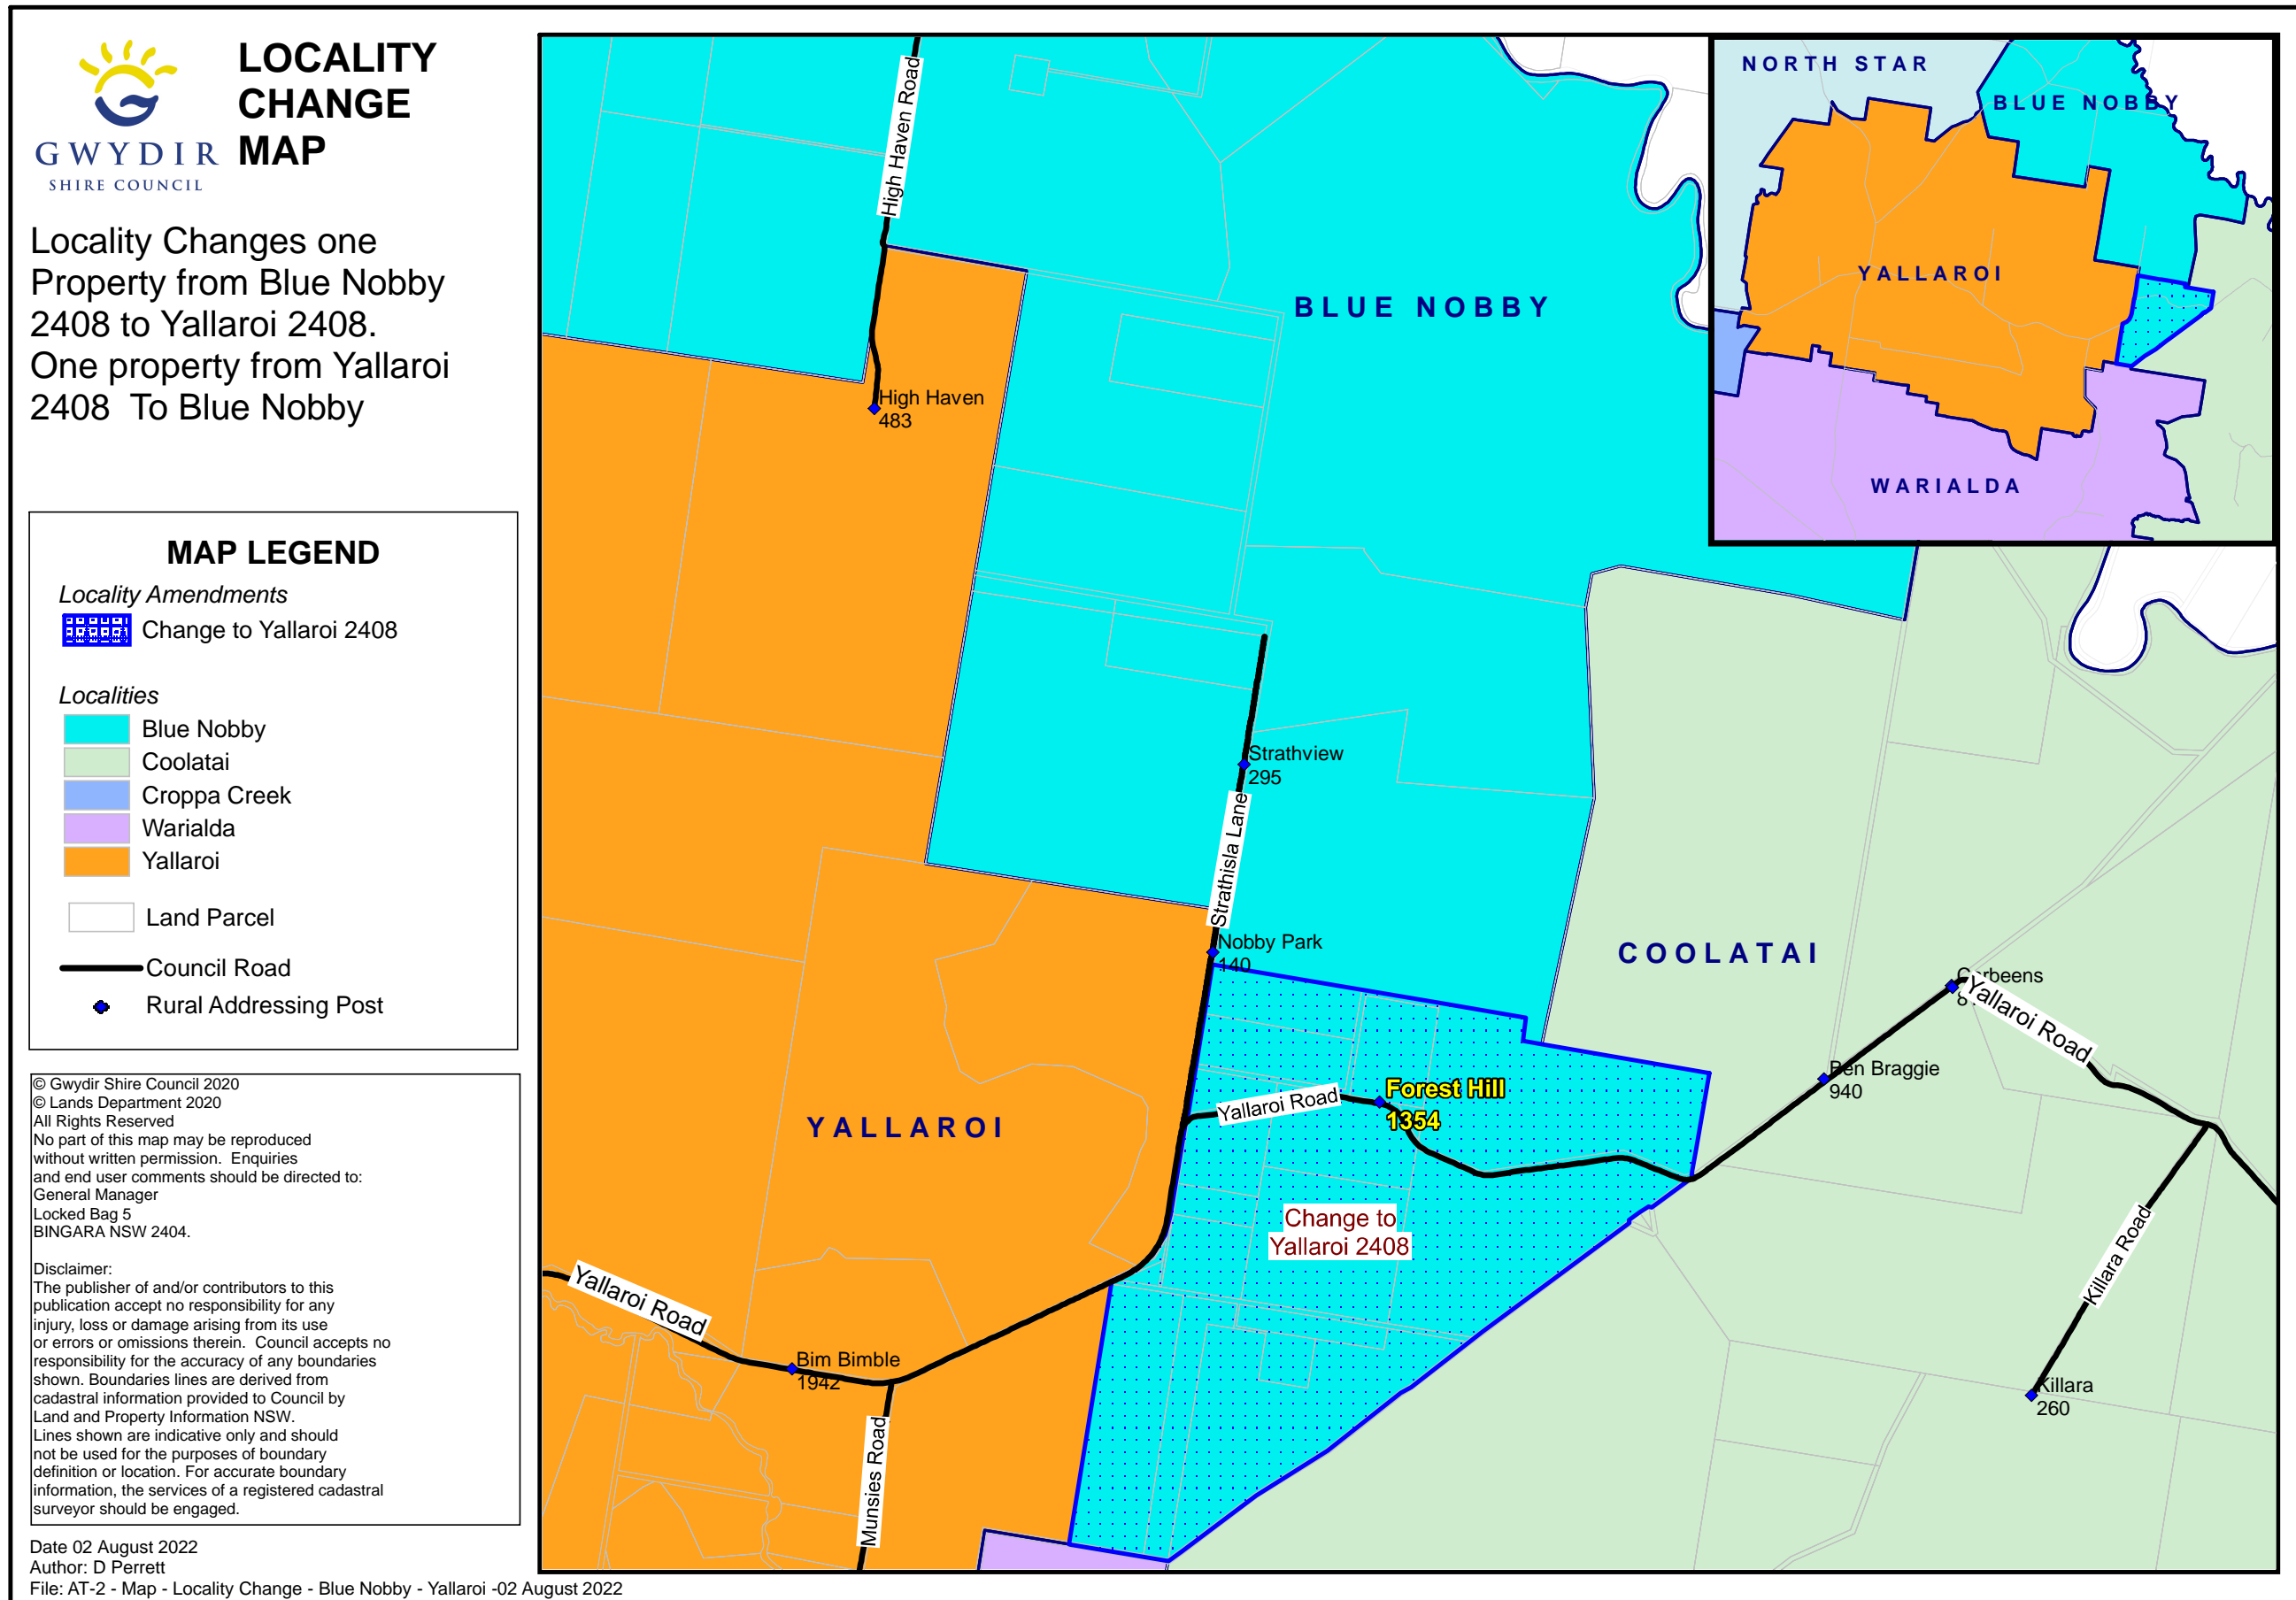 GWYDIR
SHIRE COUNCIL
LOCALITY
CHANGE
MAP
Locality Changes one
Property from Blue Nobby
2408 to Yallaroi 2408.
One property from Yallaroi
2408  To Blue Nobby
MAP LEGEND
Locality Amendments
Change to Yallaroi 2408
Localities
Blue Nobby
Coolatai
Croppa Creek
Warialda
Yallaroi
Land Parcel
Council Road
Rural Addressing Post
© Gwydir Shire Council 2020
© Lands Department 2020
All Rights Reserved
No part of this map may be reproduced
without written permission.  Enquiries
and end user comments should be directed to:
General Manager
Locked Bag 5
BINGARA NSW 2404.
Disclaimer:
The publisher of and/or contributors to this
publication accept no responsibility for any
injury, loss or damage arising from its use
or errors or omissions therein.  Council accepts no
responsibility for the accuracy of any boundaries
shown. Boundaries lines are derived from
cadastral information provided to Council by
Land and Property Information NSW.
Lines shown are indicative only and should
not be used for the purposes of boundary
definition or location. For accurate boundary
information, the services of a registered cadastral
surveyor should be engaged.
Date 02 August 2022
Author: D Perrett
File: AT-2 - Map - Locality Change - Blue Nobby - Yallaroi -02 August 2022
High Haven Road
High Haven
483
BLUE NOBBY
Strathview
295
Strathisla Lane
Nobby Park
140
COOLATAI
Corbeens
Yallaroi Road
Ben Braggie
940
Forest Hill
1354
Yallaroi Road
YALLAROI
Change to
Yallaroi 2408
Yallaroi Road
Bim Bimble
1942
Munsies Road
Killara Road
Killara
260
NORTH STAR
BLUE NOBBY
YALLAROI
WARIALDA